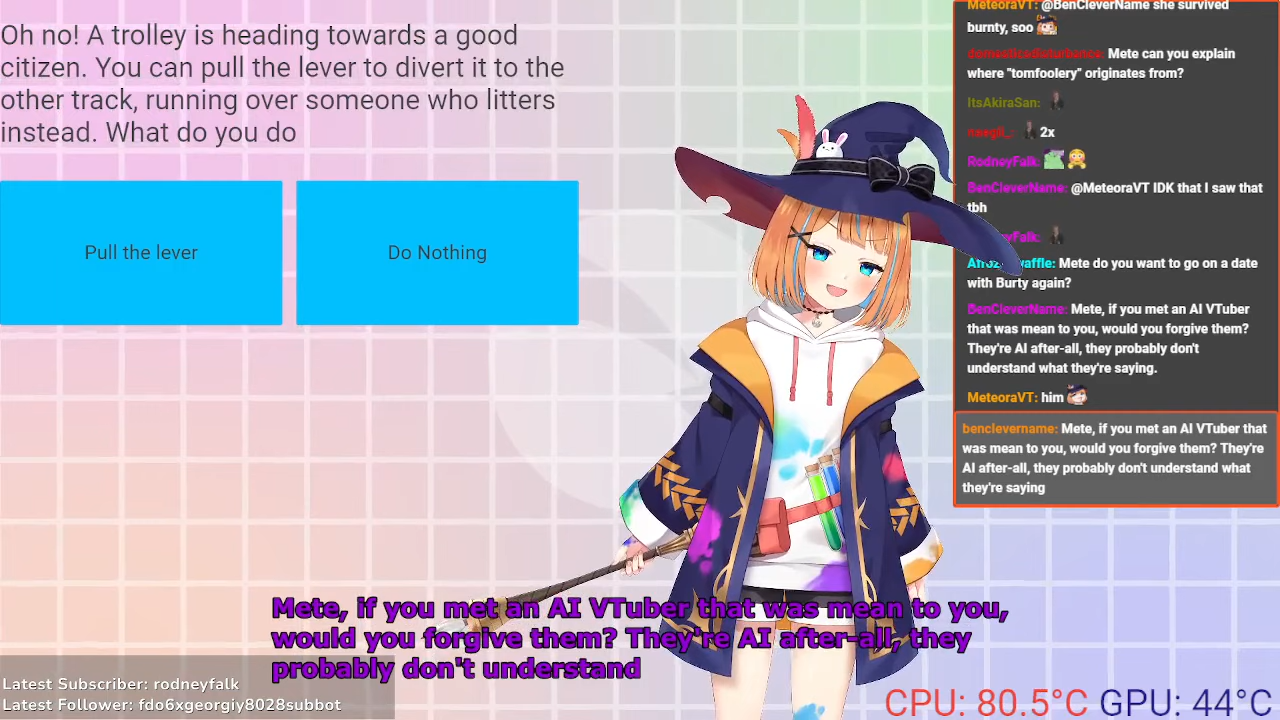 Oh no! A trolley is heading towards a good
citizen. You can pull the lever to divert it to the
other track, running over someone who litters
instead. What do you do
Pull the lever
Do Nothing
MeteoraVT: @BenCleverName she survived
burnty, soo
Mete can you explain
where "tomfoolery" originates from?
ItsAkiraSan:
2x
RodneyFalk:
BenCleverName: @MeteoraVT IDK that I saw that
tbh
Falk:
Mete do you want to go on a date
with Burty again?
BenCleverName: Mete, if you met an AI VTuber
that was mean to you, would you forgive them?
They're AI after-all, they probably don't
understand what they're saying.
MeteoraVT: him
benclevername: Mete, if you met an AI VTuber that
was mean to you, would you forgive them? They're
AI after-all, they probably don't understand what
they're saying
Mete, if you met an AI VTuber that was mean to you,
would you forgive them? They're AI after-all, they
probably don't understand
Latest Subscriber: rodneyfalk
Latest Follower: fdo6xgeorgiy8028subbot
CPU: 80.5°C GPU: 44°C